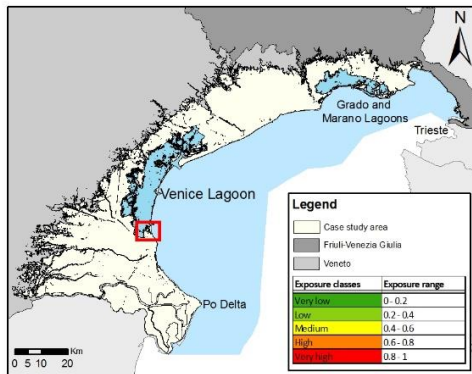 N
Grado and
Marano Lagoons
Trieste
Venice Lagoon
Po Delta
0 5 10 20
Km
Legend
Case study area
Friuli-Venezia Giulia
Veneto
Exposure classes Exposure range
Very low 0 - 0.2
Low 0.2 - 0.4
Medium 0.4 - 0.6
High 0.6 - 0.8
Very high 0.8 - 1